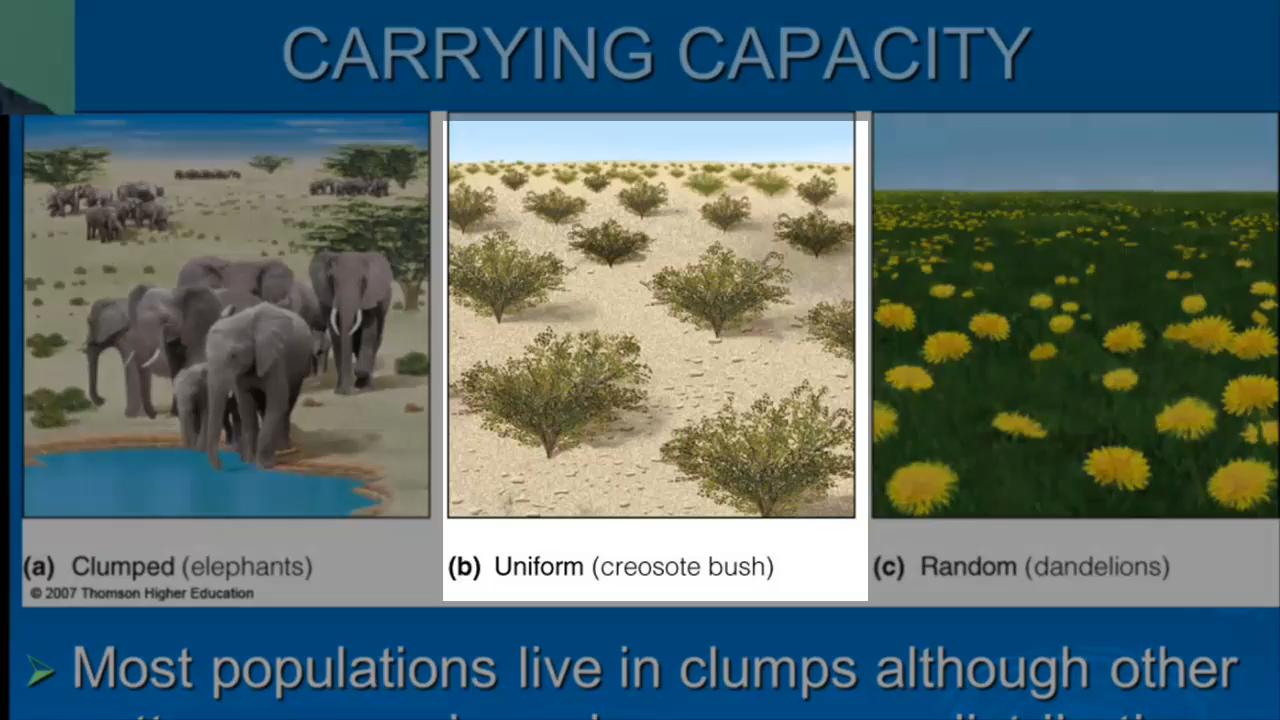 CARRYING CAPACITY
(a) Clumped (elephants)
(b) Uniform (creosote bush)
(c) Random (dandelions)
© 2007 Thomson Higher Education
Most populations live in clumps although other